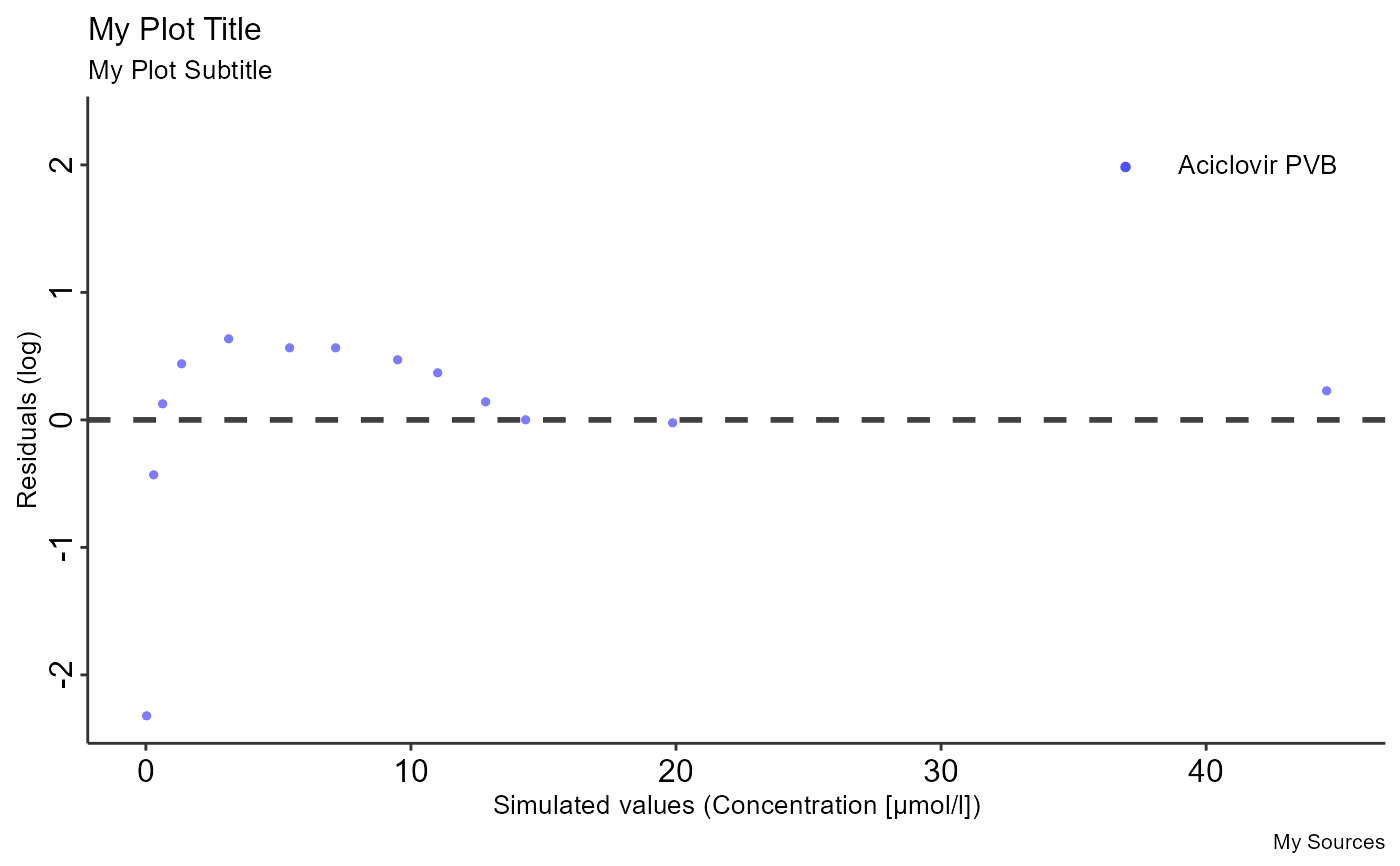 My Plot Title
My Plot Subtitle
2
1
0
-1
-2
Residuals (log)
Aciclovir PVB
0 10 20 30 40
Simulated values (Concentration [µmol/l])
My Sources